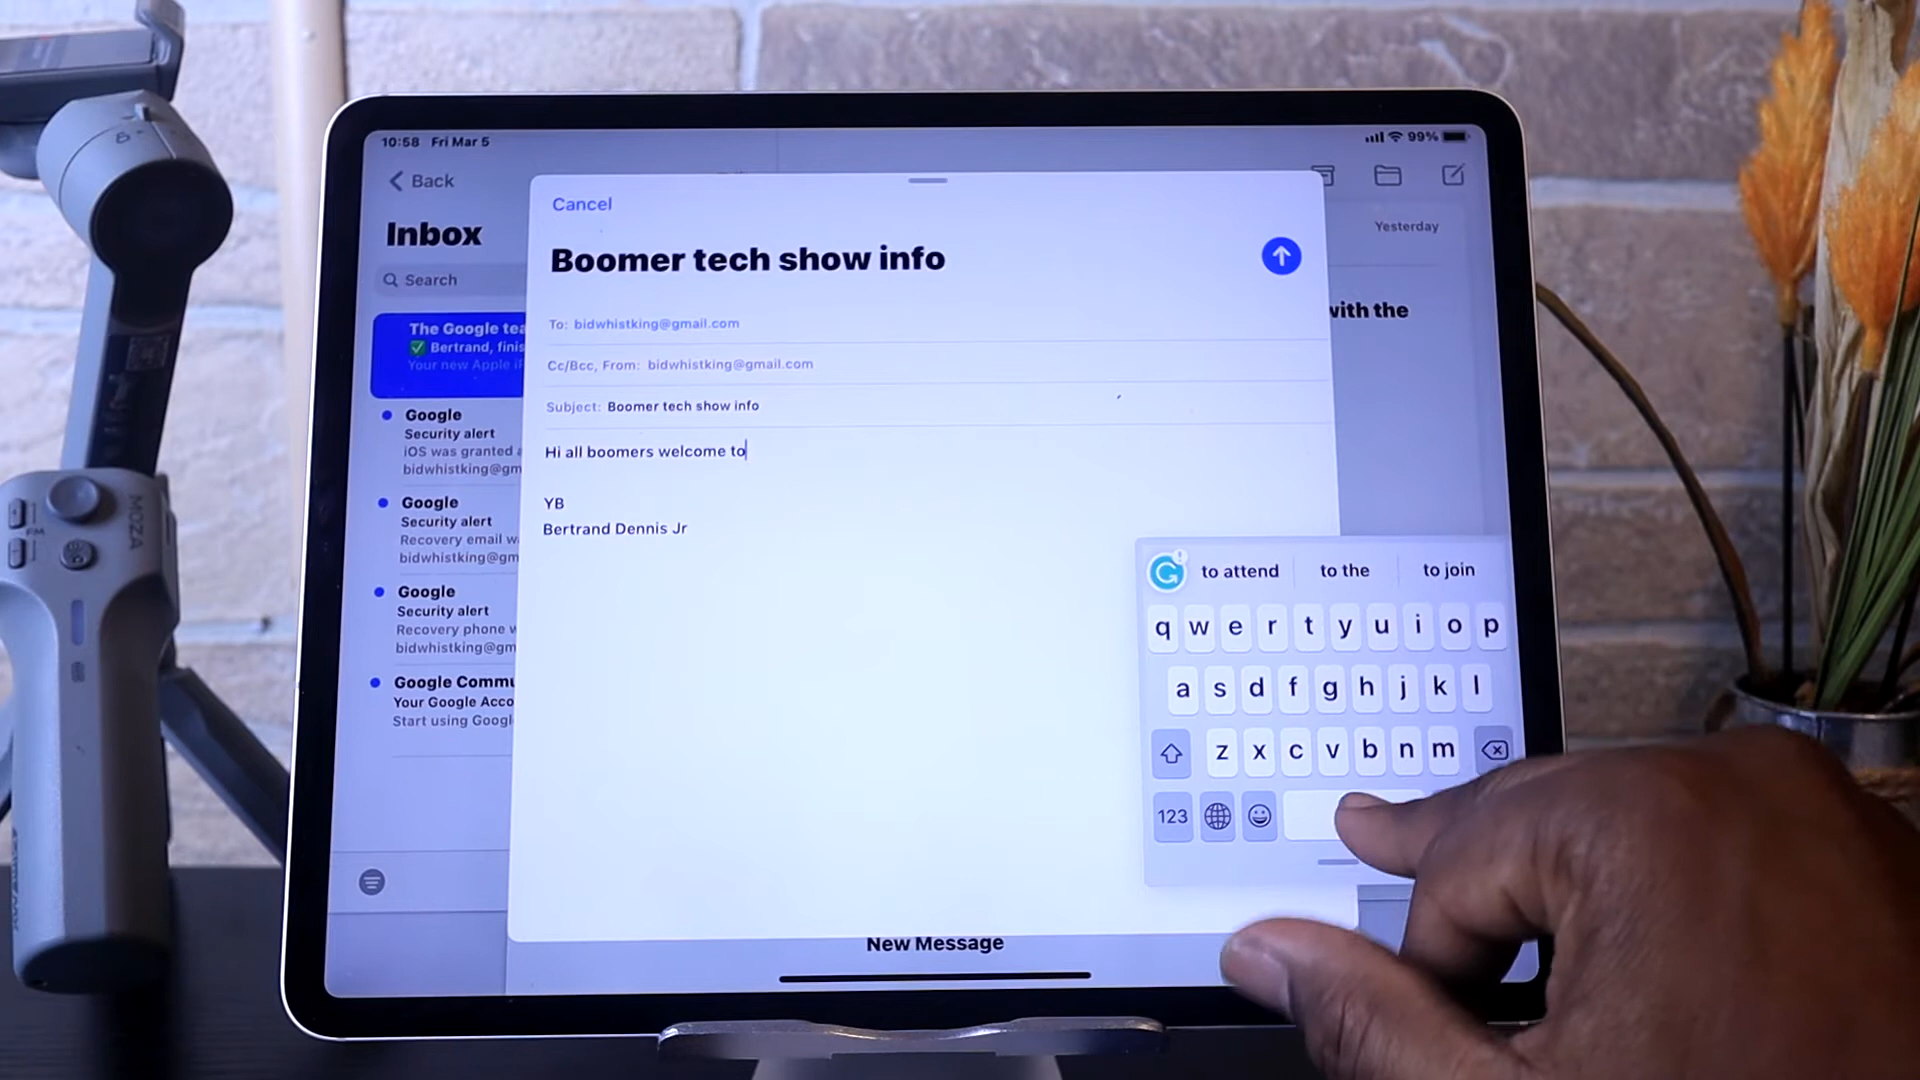 10:58 Fri Mar 5
99%
Back
Inbox
Search
The Google tea
Bertrand, finis
Your new Apple iP
Google
Security alert
iOS was granted a
bidwhistking@gm
Google
Security alert
Recovery email w
bidwhistking@gm
Google
Security alert
Recovery phone w
bidwhistking@gm
Google Commu
Your Google Acco
Start using Googl
Cancel
Boomer tech show info
To: bidwhistking@gmail.com
Cc/Bcc, From: bidwhistking@gmail.com
Subject: Boomer tech show info
Hi all boomers welcome to
YB
Bertrand Dennis Jr
Yesterday
with the
to attend to the to join
q w e r t y u i o p
a s d f g h j k l
z x c v b n m
123
New Message
MOZA